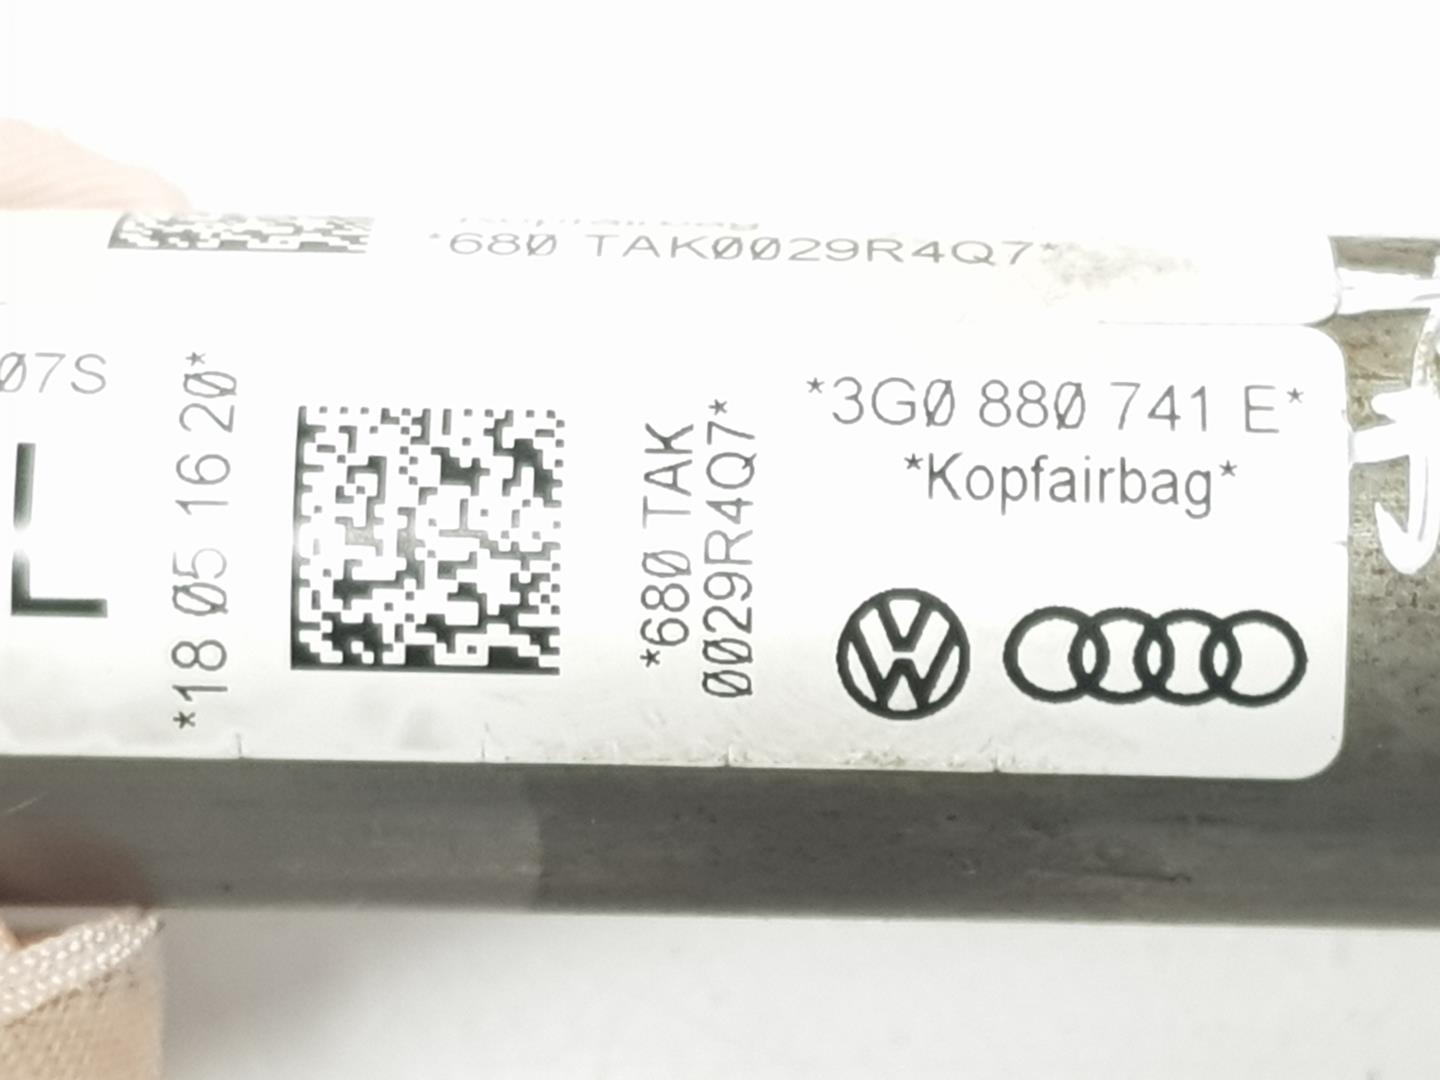 *680 TAK0029R4Q7*
07S
L
*18 05 16 20*
*680 TAK
0029R4Q7*
*3G0 880 741 E*
*Kopfairbag*